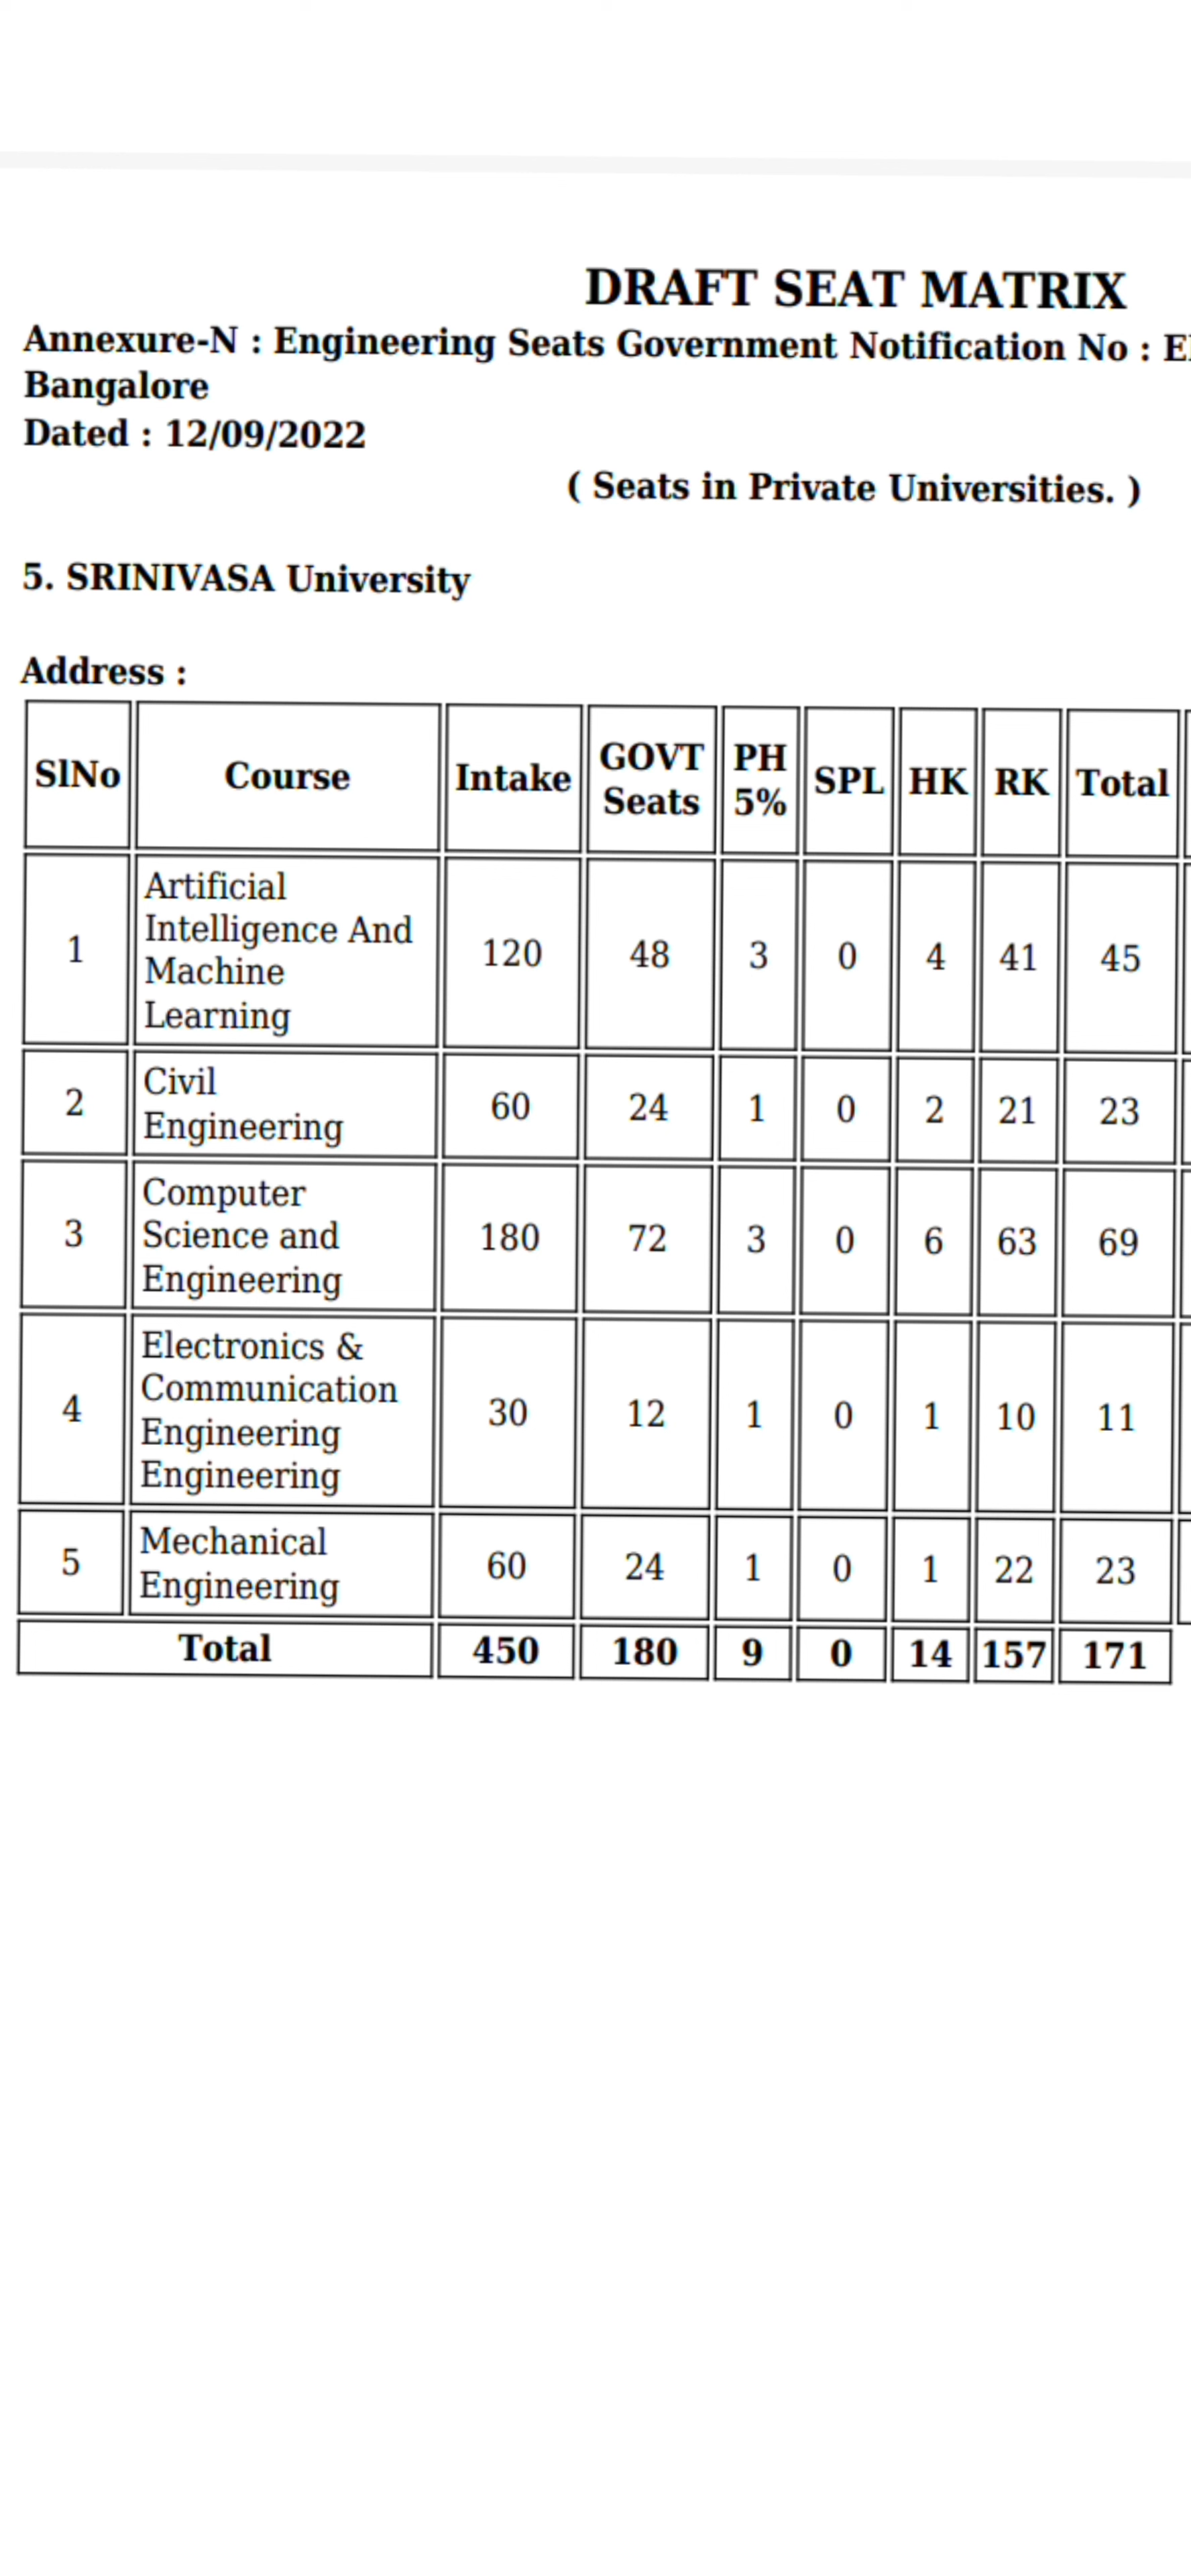 DRAFT SEAT MATRIX
Annexure-N : Engineering Seats Government Notification No :
Bangalore
Dated : 12/09/2022
( Seats in Private Universities. )
5. SRINIVASA University
Address :
SlNo Course Intake GOVT Seats PH 5% SPL HK RK Total
1 Artificial Intelligence And Machine Learning 120 48 3 0 4 41 45
2 Civil Engineering 60 24 1 0 2 21 23
3 Computer Science and Engineering 180 72 3 0 6 63 69
4 Electronics & Communication Engineering Engineering 30 12 1 0 1 10 11
5 Mechanical Engineering 60 24 1 0 1 22 23
Total 450 180 9 0 14 157 171